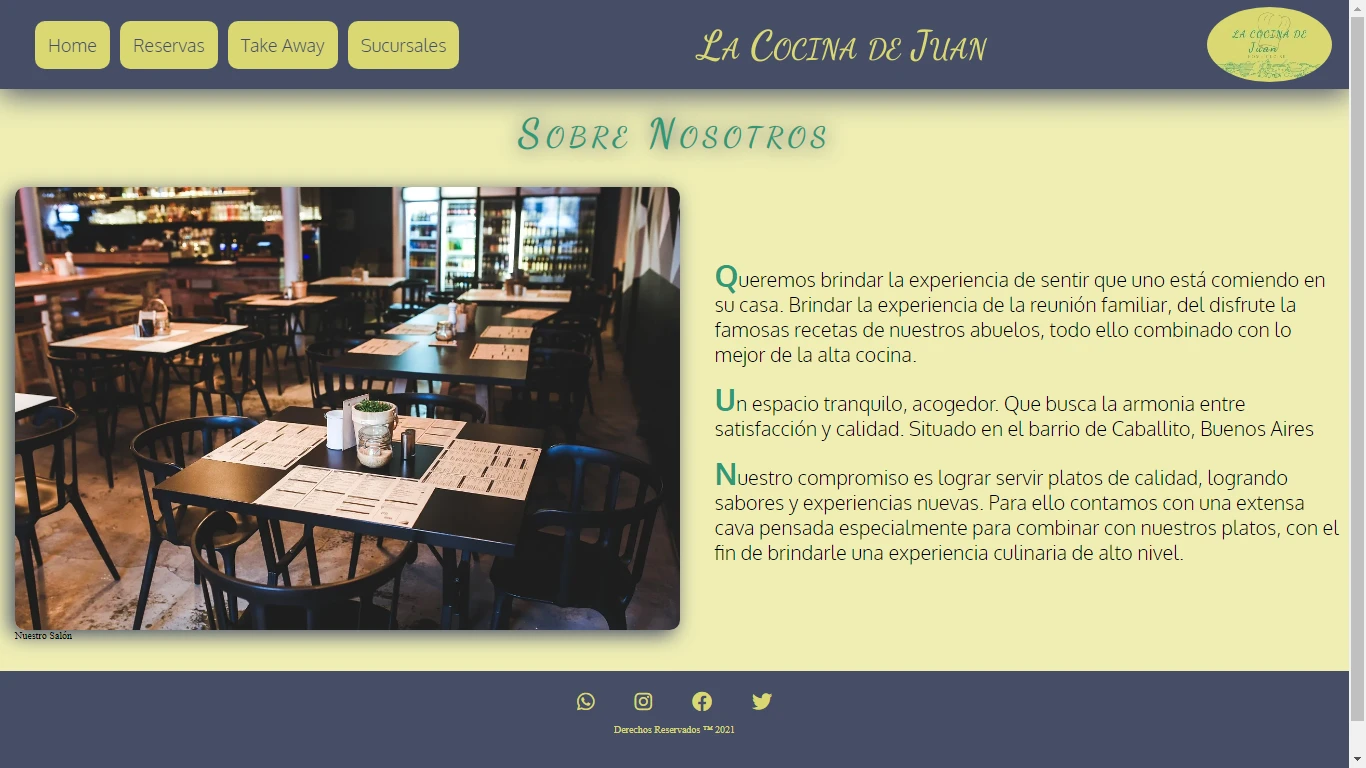 Home Reservas Take Away Sucursales
La Cocina de Juan
La Cocina de
Juan
Sobre Nosotros
Queremos brindar la experiencia de sentir que uno está comiendo en
su casa. Brindar la experiencia de la reunión familiar, del disfrute la
famosas recetas de nuestros abuelos, todo ello combinado con lo
mejor de la alta cocina.
Un espacio tranquilo, acogedor. Que busca la armonia entre
satisfacción y calidad. Situado en el barrio de Caballito, Buenos Aires
Nuestro compromiso es lograr servir platos de calidad, logrando
sabores y experiencias nuevas. Para ello contamos con una extensa
cava pensada especialmente para combinar con nuestros platos, con el
fin de brindarle una experiencia culinaria de alto nivel.
Nuestro Salón
Derechos Reservados ™ 2021